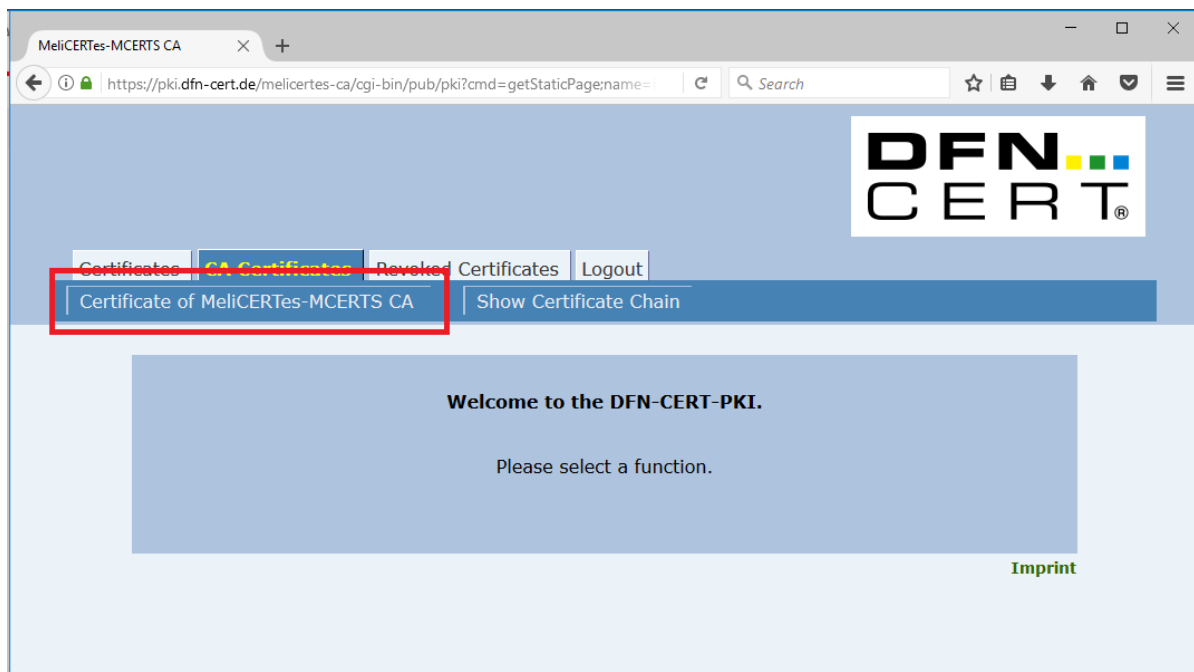 MeliCERTes-MCERTS CA
https://pki.dfn-cert.de/melicertes-ca/cgi-bin/pub/pki?cmd=getStaticPage;name= Search
DFN
CERT®
Certificates CA Certificates Revoked Certificates Logout
Certificate of MeliCERTes-MCERTS CA Show Certificate Chain
Welcome to the DFN-CERT-PKI.
Please select a function.
Imprint